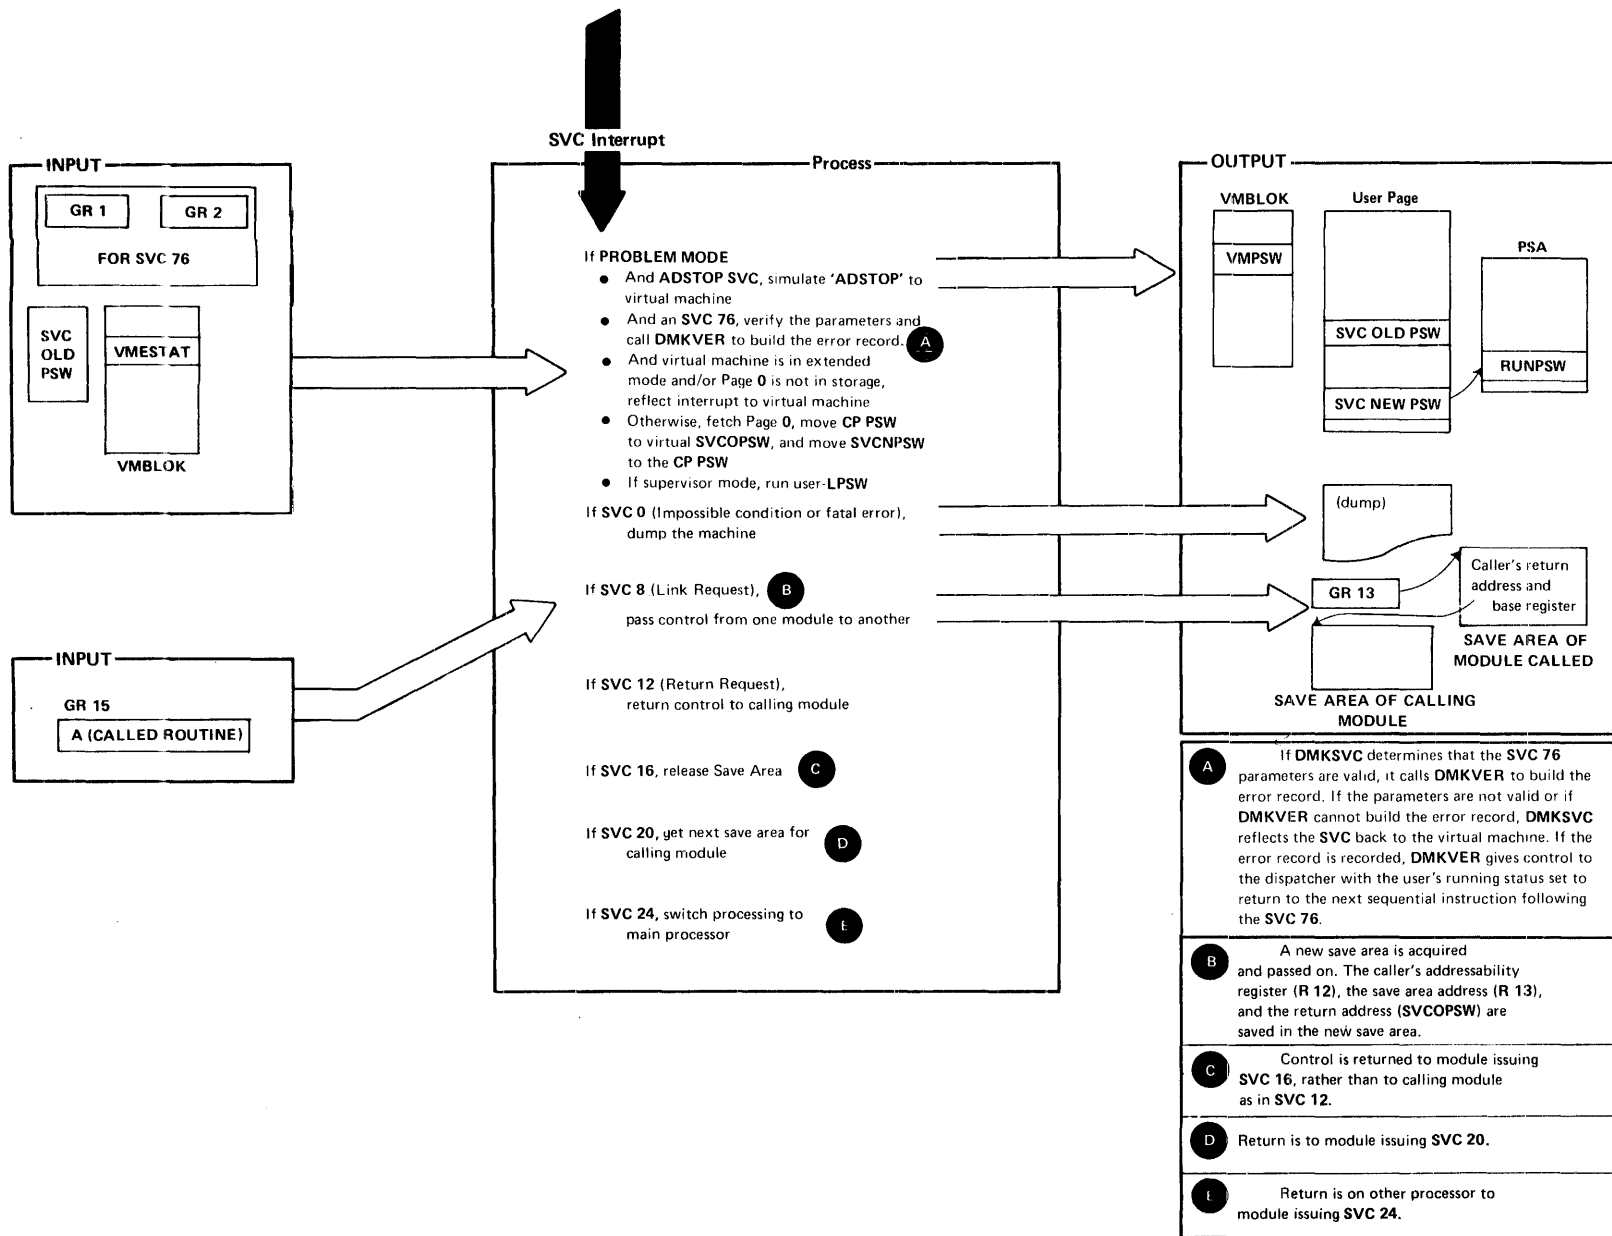 SVC Interrupt
INPUT
GR 1
GR 2
FOR SVC 76
SVC
OLD
PSW
VMESTAT
VMBLOK
INPUT
GR 15
A (CALLED ROUTINE)
Process
If PROBLEM MODE
● And ADSTOP SVC, simulate 'ADSTOP' to
virtual machine
● And an SVC 76, verify the parameters and
call DMKVER to build the error record. A
● And virtual machine is in extended
mode and/or Page 0 is not in storage,
reflect interrupt to virtual machine
● Otherwise, fetch Page 0, move CP PSW
to virtual SVCOPSW, and move SVCNPSW
to the CP PSW
● If supervisor mode, run user-LPSW
If SVC 0 (Impossible condition or fatal error),
dump the machine
If SVC 8 (Link Request), B
pass control from one module to another
If SVC 12 (Return Request),
return control to calling module
If SVC 16, release Save Area C
If SVC 20, yet next save area for
calling module D
If SVC 24, switch processing to
main processor E
OUTPUT
VMBLOK
VMPSW
User Page
SVC OLD PSW
SVC NEW PSW
PSA
RUNPSW
(dump)
GR 13
Caller's return
address and
base register
SAVE AREA OF
MODULE CALLED
SAVE AREA OF CALLING
MODULE
A If DMKSVC determines that the SVC 76
parameters are valid, it calls DMKVER to build the
error record. If the parameters are not valid or if
DMKVER cannot build the error record, DMKSVC
reflects the SVC back to the virtual machine. If the
error record is recorded, DMKVER gives control to
the dispatcher with the user's running status set to
return to the next sequential instruction following
the SVC 76.
B A new save area is acquired
and passed on. The caller's addressability
register (R 12), the save area address (R 13),
and the return address (SVCOPSW) are
saved in the new save area.
C Control is returned to module issuing
SVC 16, rather than to calling module
as in SVC 12.
D Return is to module issuing SVC 20.
E Return is on other processor to
module issuing SVC 24.